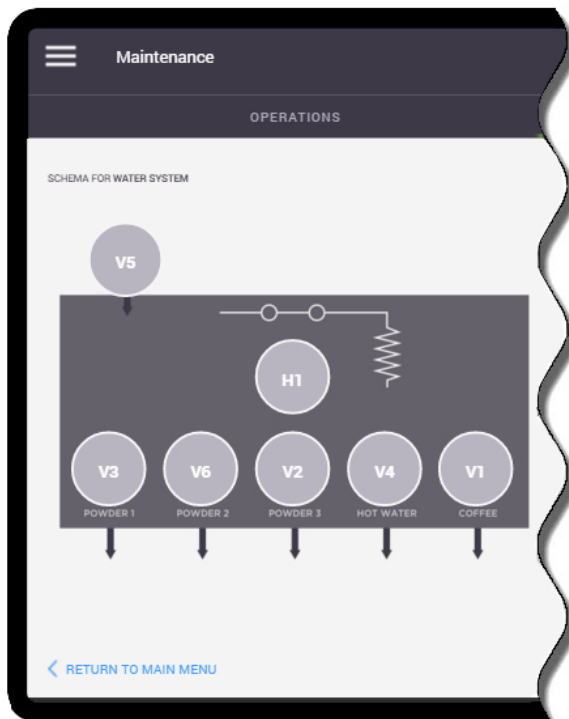 Maintenance
OPERATIONS
SCHEMA FOR WATER SYSTEM
V5
H1
V3 V6 V2 V4 V1
POWDER 1 POWDER 2 POWDER 3 HOT WATER COFFEE
RETURN TO MAIN MENU